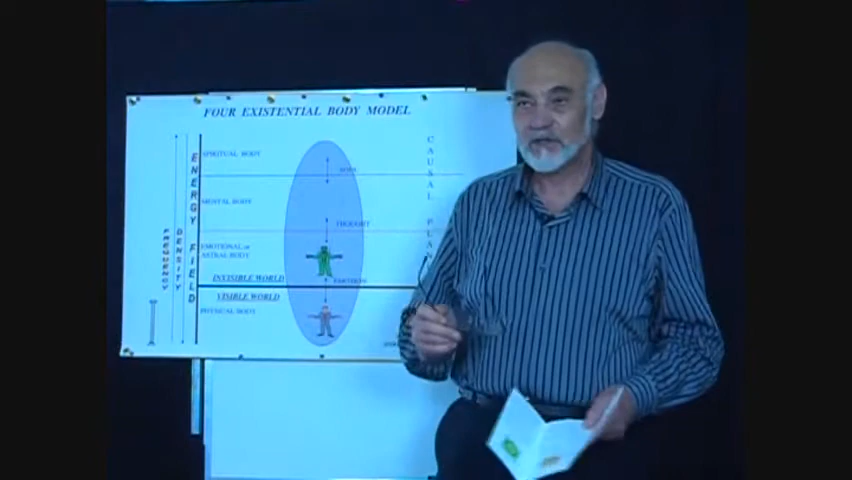 FOUR EXISTENTIAL BODY MODEL
SPIRITUAL BODY
MENTAL BODY
THOUGHT
EMOTIONAL or
ASTRAL BODY
INVISIBLE WORLD
VISIBLE WORLD
PHYSICAL BODY
FREQUENCY
DENSITY
ENERGY FIELD
CAUSAL